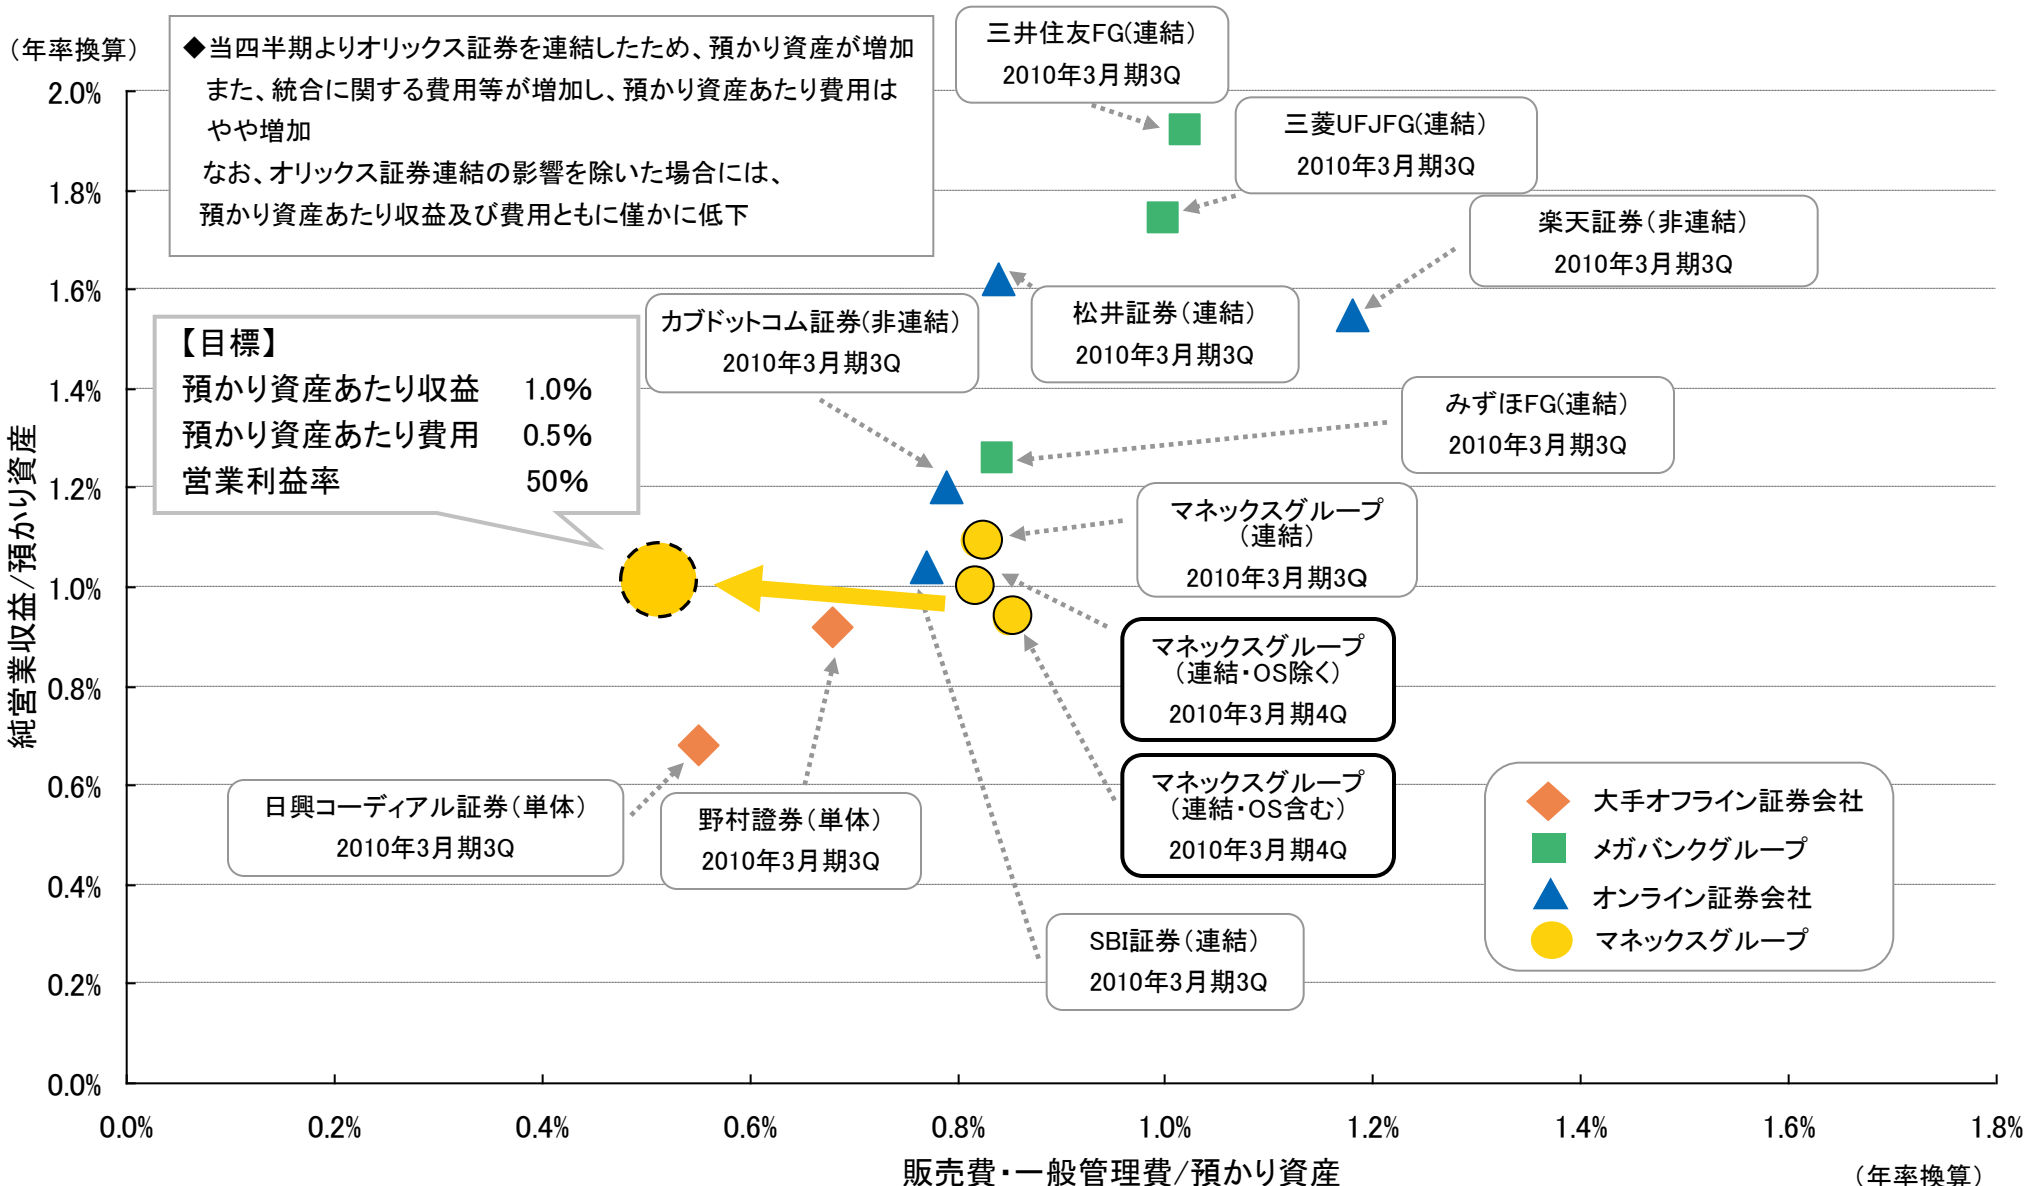 （年率換算）
◆当四半期よりオリックス証券を連結したため、預かり資産が増加
また、統合に関する費用等が増加し、預かり資産あたり費用は
やや増加
なお、オリックス証券連結の影響を除いた場合には、
預かり資産あたり収益及び費用ともに僅かに低下
三井住友FG(連結)
2010年3月期3Q
三菱UFJFG(連結)
2010年3月期3Q
楽天証券（非連結）
2010年3月期3Q
松井証券（連結）
2010年3月期3Q
カブドットコム証券(非連結)
2010年3月期3Q
【目標】
預かり資産あたり収益 1.0%
預かり資産あたり費用 0.5%
営業利益率 50%
みずほFG(連結)
2010年3月期3Q
マネックスグループ
（連結）
2010年3月期3Q
マネックスグループ
（連結・OS除く）
2010年3月期4Q
マネックスグループ
（連結・OS含む）
2010年3月期4Q
日興コーディアル証券（単体）
2010年3月期3Q
野村證券（単体）
2010年3月期3Q
SBI証券（連結）
2010年3月期3Q
大手オフライン証券会社
メガバンクグループ
オンライン証券会社
マネックスグループ
純営業収益/預かり資産
2.0%
1.8%
1.6%
1.4%
1.2%
1.0%
0.8%
0.6%
0.4%
0.2%
0.0%
0.0% 0.2% 0.4% 0.6% 0.8% 1.0% 1.2% 1.4% 1.6% 1.8%
販売費・一般管理費/預かり資産
（年率換算）